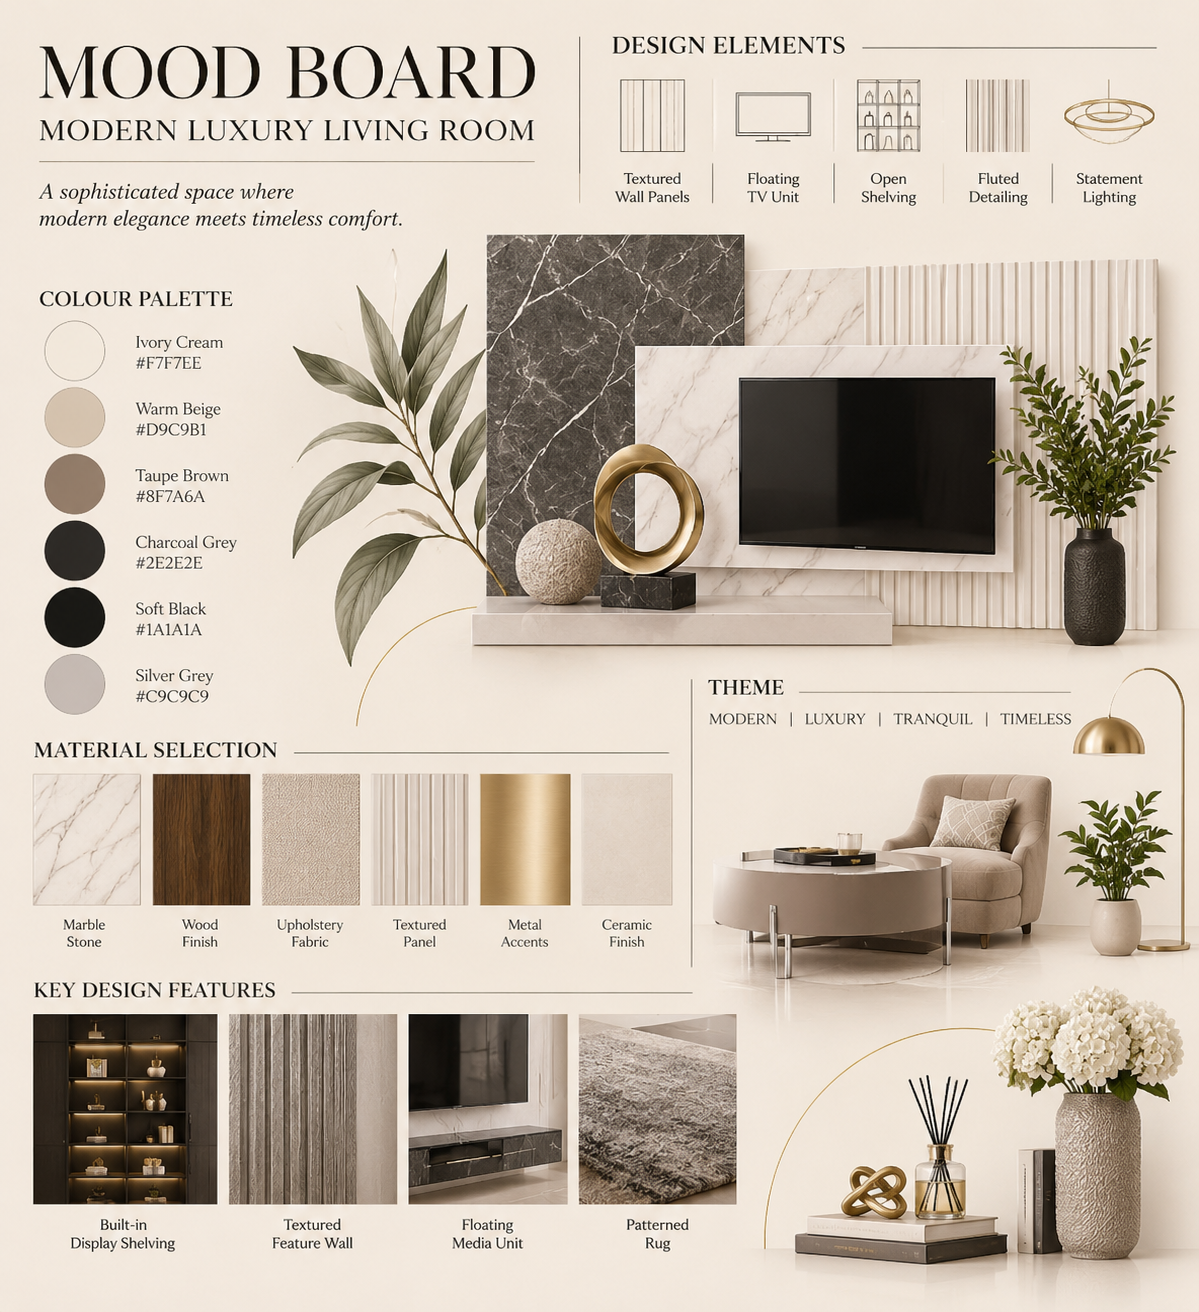 MOOD BOARD
MODERN LUXURY LIVING ROOM
A sophisticated space where
modern elegance meets timeless comfort.
DESIGN ELEMENTS
Textured
Wall Panels
Floating
TV Unit
Open
Shelving
Fluted
Detailing
Statement
Lighting
COLOUR PALETTE
Ivory Cream
#F7F7EE
Warm Beige
#D9C9B1
Taupe Brown
#8F7A6A
Charcoal Grey
#2E2E2E
Soft Black
#1A1A1A
Silver Grey
#C9C9C9
THEME
MODERN | LUXURY | TRANQUIL | TIMELESS
MATERIAL SELECTION
Marble
Stone
Wood
Finish
Upholstery
Fabric
Textured
Panel
Metal
Accents
Ceramic
Finish
KEY DESIGN FEATURES
Built-in
Display Shelving
Textured
Feature Wall
Floating
Media Unit
Patterned
Rug